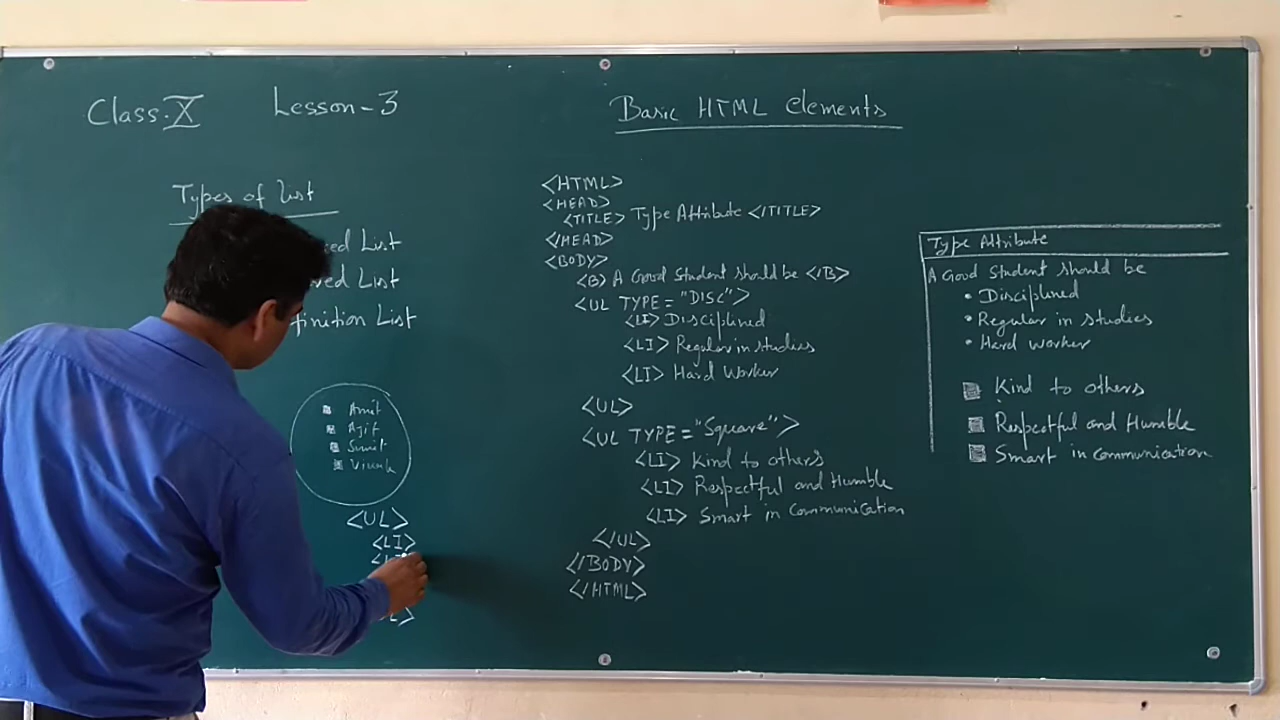 Class.X Lesson-3
Basic HTML Elements
Types of List
List
List
List
Amit
Ajit
Sumit
<UL>
<LI>
<HTML>
<HEAD>
<TITLE> Type Attribute </TITLE>
</HEAD>
<BODY>
<B> A Good Student should be </B>
<UL TYPE="DISC">
<LI> Disciplined
<LI> Regular in studies
<LI> Hard Worker
<UL>
<UL TYPE="Square">
<LI> Kind to others
<LI> Respectful and Humble
<LI> Smart in Communication
</UL>
</BODY>
</HTML>
Type Attribute
A Good Student should be
• Disciplined
• Regular in studies
• Hard Worker
Kind to others
Respectful and Humble
Smart in Communication